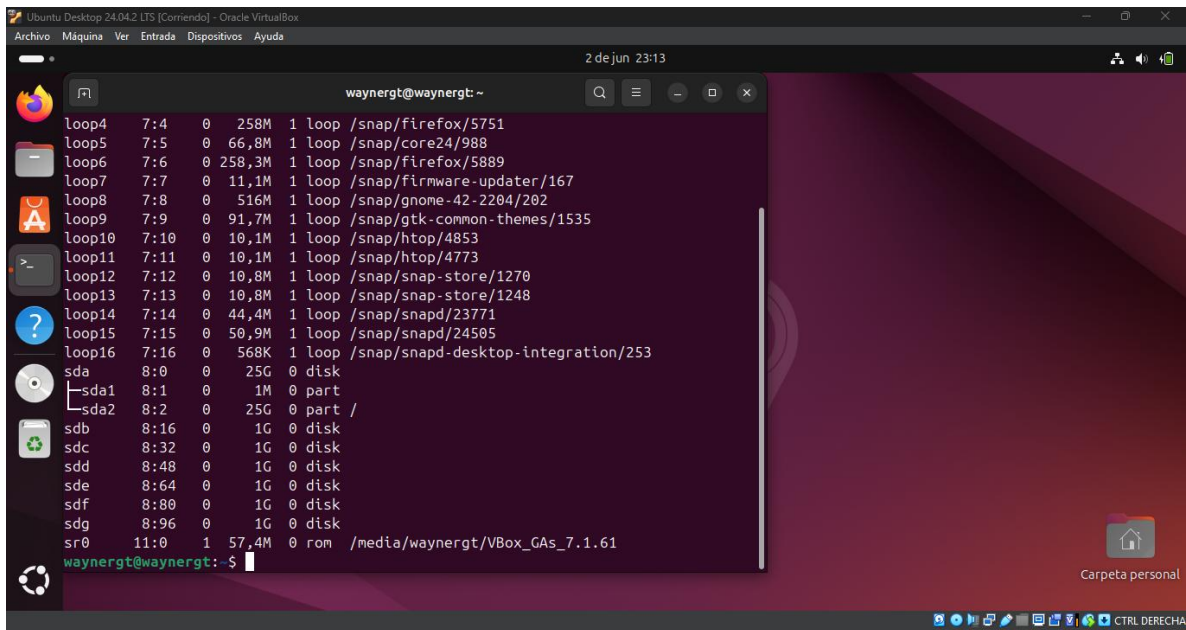 Ubuntu Desktop 24.04.2 LTS [Corriendo] - Oracle VirtualBox
Archivo Máquina Ver Entrada Dispositivos Ayuda
2 de jun 23:13
waynergt@waynergt: ~
loop4 7:4 0 258M 1 loop /snap/firefox/5751
loop5 7:5 0 66,8M 1 loop /snap/core24/988
loop6 7:6 0 258,3M 1 loop /snap/firefox/5889
loop7 7:7 0 11,1M 1 loop /snap/firmware-updater/167
loop8 7:8 0 516M 1 loop /snap/gnome-42-2204/202
loop9 7:9 0 91,7M 1 loop /snap/gtk-common-themes/1535
loop10 7:10 0 10,1M 1 loop /snap/htop/4853
loop11 7:11 0 10,1M 1 loop /snap/htop/4773
loop12 7:12 0 10,8M 1 loop /snap/snap-store/1270
loop13 7:13 0 10,8M 1 loop /snap/snap-store/1248
loop14 7:14 0 44,4M 1 loop /snap/snapd/23771
loop15 7:15 0 50,9M 1 loop /snap/snapd/24505
loop16 7:16 0 568K 1 loop /snap/snapd-desktop-integration/253
sda 8:0 0 25G 0 disk
├─sda1 8:1 0 1M 0 part
└─sda2 8:2 0 25G 0 part /
sdb 8:16 0 1G 0 disk
sdc 8:32 0 1G 0 disk
sdd 8:48 0 1G 0 disk
sde 8:64 0 1G 0 disk
sdf 8:80 0 1G 0 disk
sdg 8:96 0 1G 0 disk
sr0 11:0 1 57,4M 0 rom /media/waynergt/VBox_GAs_7.1.61
waynergt@waynergt:~$
Carpeta personal
CTRL DERECHA